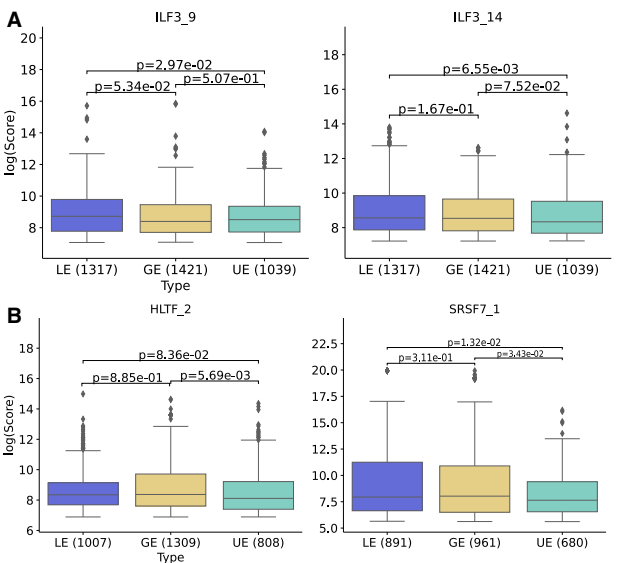 A
ILF3_9
ILF3_14
log(Score)
20
18
16
14
12
10
8
p=2.97e-02
p=5.34e-02
p=5.07e-01
LE (1317)
GE (1421)
UE (1039)
Type
18
16
14
12
10
8
p=6.55e-03
p=1.67e-01
p=7.52e-02
LE (1317)
GE (1421)
UE (1039)
B
HLTF_2
SRSF7_1
log(Score)
18
16
14
12
10
8
6
p=8.36e-02
p=8.85e-01
p=5.69e-03
LE (1007)
GE (1309)
UE (808)
Type
22.5
20.0
17.5
15.0
12.5
10.0
7.5
5.0
p=1.32e-02
p=3.11e-01
p=3.43e-02
LE (891)
GE (961)
UE (680)